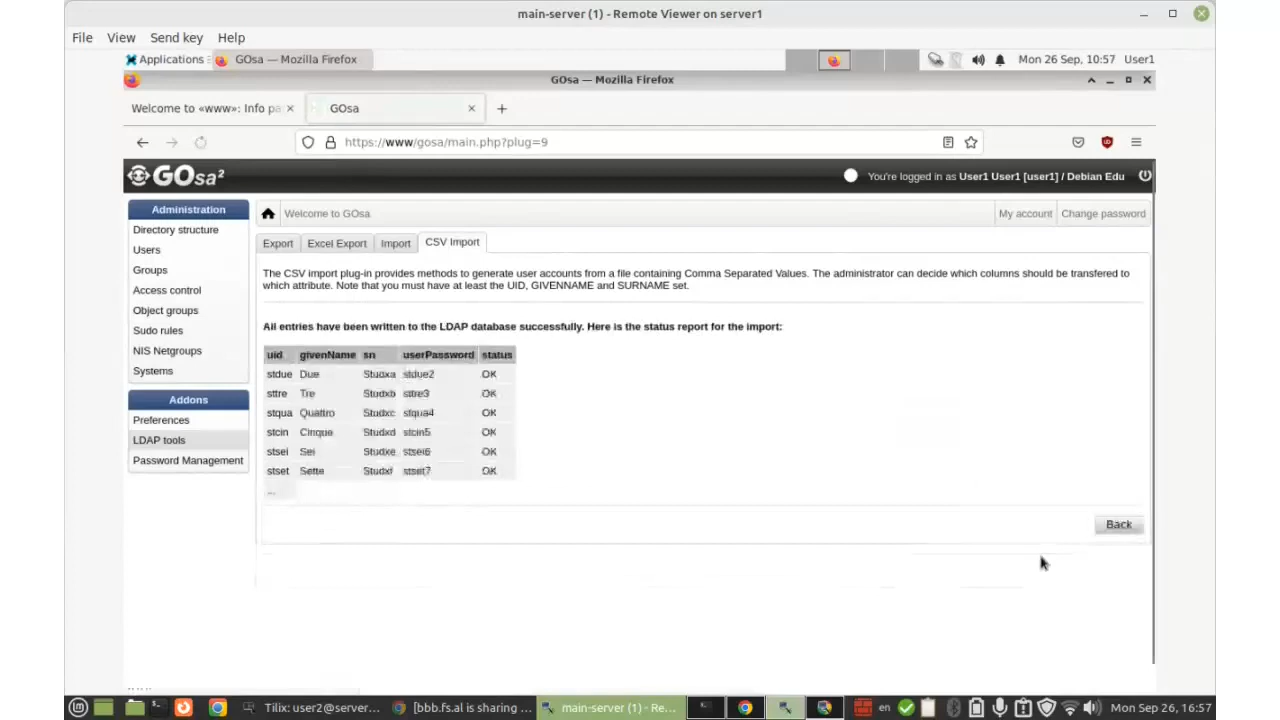 main-server (1) - Remote Viewer on server1
File View Send key Help
Applications GOsa — Mozilla Firefox Mon 26 Sep, 10:57 User1
GOsa — Mozilla Firefox
Welcome to «www»: Info pa GOsa
https://www/gosa/main.php?plug=9
GOsa² You're logged in as User1 User1 [user1] / Debian Edu
Administration
Directory structure
Users
Groups
Access control
Object groups
Sudo rules
NIS Netgroups
Systems
Addons
Preferences
LDAP tools
Password Management
Welcome to GOsa My account Change password
Export Excel Export Import CSV Import
The CSV import plug-in provides methods to generate user accounts from a file containing Comma Separated Values. The administrator can decide which columns should be transfered to
which attribute. Note that you must have at least the UID, GIVENNAME and SURNAME set.
All entries have been written to the LDAP database successfully. Here is the status report for the import:
uid givenName sn userPassword status
stdue Due Studxa stdue2 OK
sttre Tre Studxb sttre3 OK
stqua Quattro Studxc stqua4 OK
stcin Cinque Studxd stcin5 OK
stsei Sei Studxe stsei6 OK
stset Sette Studxf stset7 OK
...
Back
Tilix: user2@server... [bbb.fs.al is sharing ... main-server (1) - Re... en Mon Sep 26, 16:57